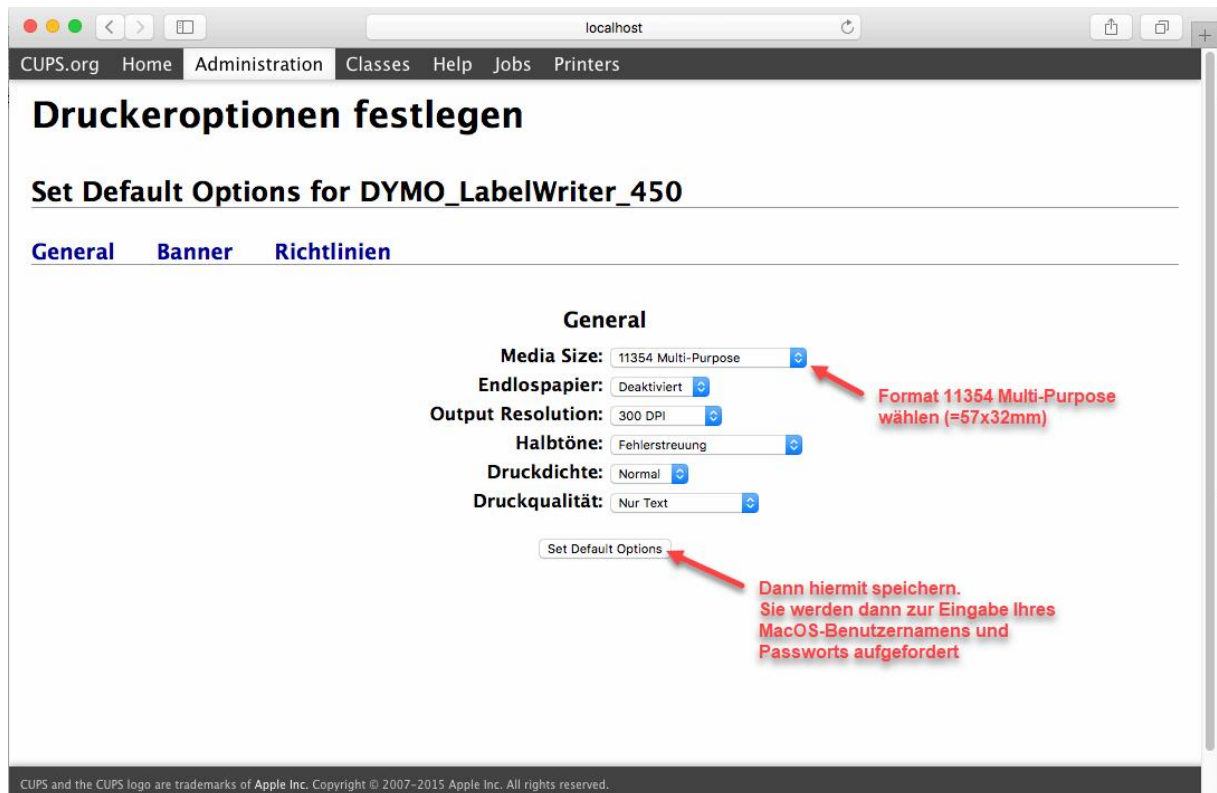 localhost
CUPS.org Home Administration Classes Help Jobs Printers
Druckeroptionen festlegen
Set Default Options for DYMO_LabelWriter_450
General Banner Richtlinien
General
Media Size: 11354 Multi-Purpose
Endlospapier: Deaktiviert
Output Resolution: 300 DPI
Halbtöne: Fehlerstreuung
Druckdichte: Normal
Druckqualität: Nur Text
Set Default Options
Format 11354 Multi-Purpose
wählen (=57x32mm)
Dann hiermit speichern.
Sie werden dann zur Eingabe Ihres
MacOS-Benutzernamens und
Passworts aufgefordert
CUPS and the CUPS logo are trademarks of Apple Inc. Copyright © 2007-2015 Apple Inc. All rights reserved.